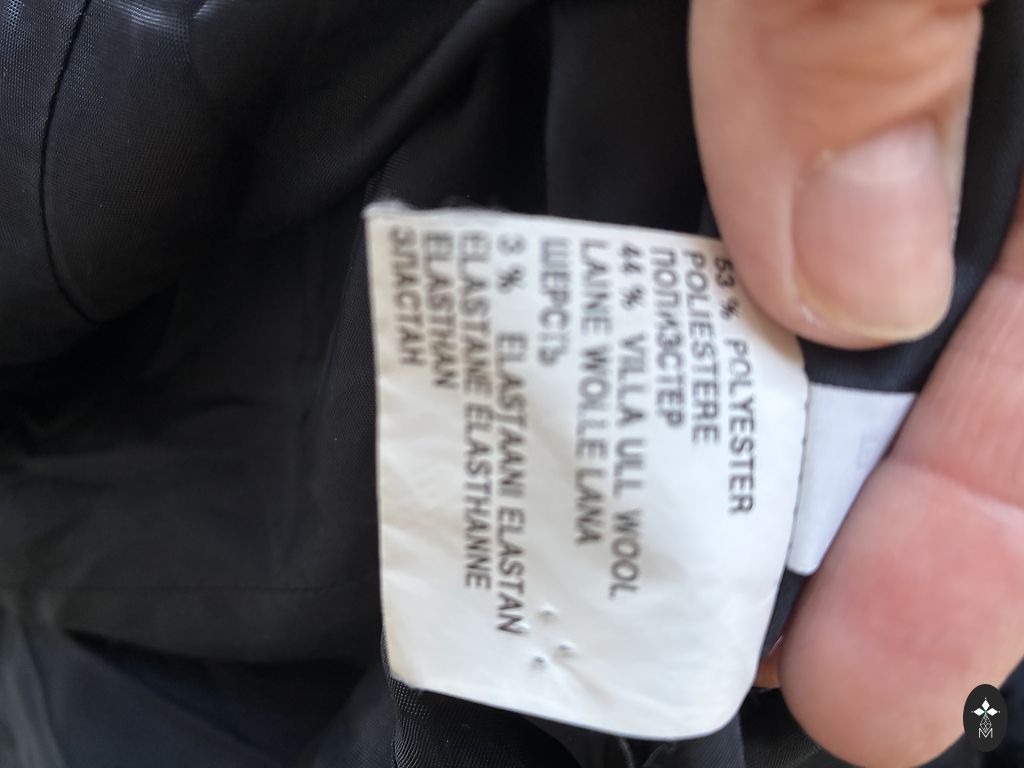 53 % POLYESTER
POLIESTERE
ПОЛИЭСТЕР
44 % VILLA ULL WOOL
LAINE WOLLE LANA
ШЕРСТЬ
3 % ELASTAANI ELASTAN
ELASTANE ELASTHANNE
ELASTHAN
ЭЛАСТАН
M